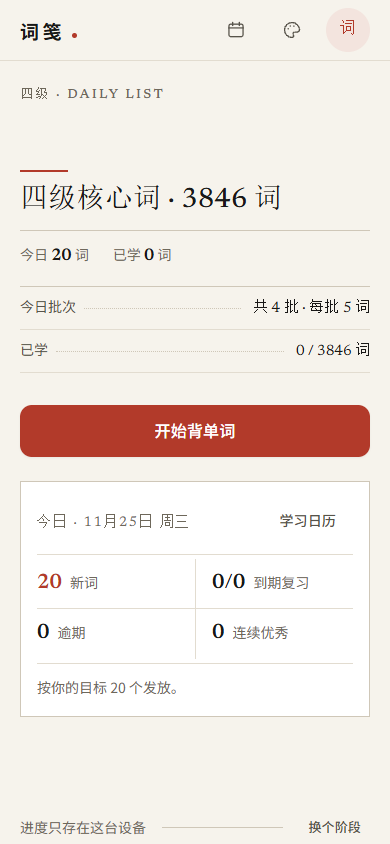 词笺
词
四级 · DAILY LIST
四级核心词 · 3846 词
今日 20 词 已学 0 词
今日批次 共 4 批 · 每批 5 词
已学 0 / 3846 词
开始背单词
今日 · 11月25日 周三 学习日历
20 新词 0/0 到期复习
0 逾期 0 连续优秀
按你的目标 20 个发放。
进度只存在这台设备 换个阶段